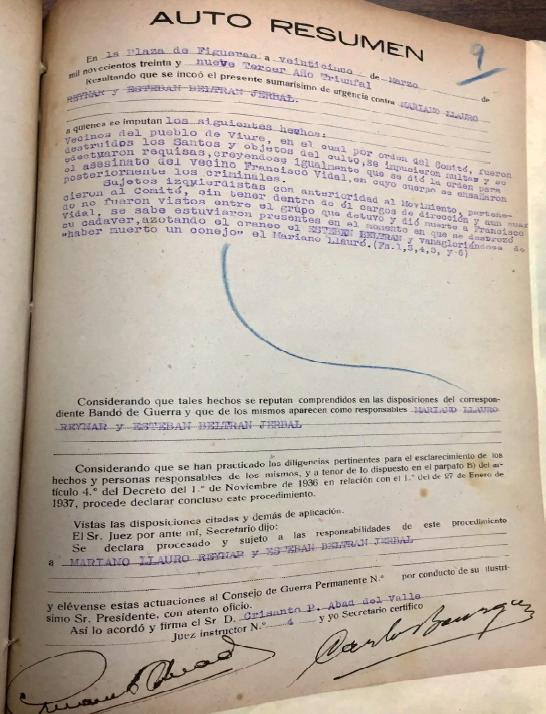 AUTO RESUMEN
9
En la Plaza de Figueras a veinticinco de Marzo de
mil novecientos treinta y nueve Tercer Año Triunfal
Resultando que se incoó el presente sumarísimo de urgencia contra MARIANO LLAURO
REYNAR y ESTEBAN BELTRAN JERBAL.
a quienes se imputan los siguientes hechos:
Vecinos del pueblo de Viure, en el cual por orden del Comité, fueron
destruidos los Santos y objetos del culto, se impusieron multas y se
efectuaron requisas, creyendose igualmente que se dió la orden para
el asesinato del vecino Francisco Vidal, en cuyo cuerpo se ensañaron
posteriormente los criminales.
Sujetos izquierdistas con anterioridad al Movimiento, pertene-
cieron al Comité, sin tener dentro de él cargos de dirección y aun
do no fueron vistos entre el grupo que detuvo y dió muerte a Francisco
Vidal, se sabe estuvieron presentes en el momento en que se destrozó
su cadaver, azotando el craneo el ESTEBEN BELTRAN y vanagloriándose de
"haber muerto un conejo" el Mariano Llauró. (Fs. 1, 3, 4, 5, y 6)
Considerando que tales hechos se reputan comprendidos en las disposiciones del correspon-
diente Bando de Guerra y que de los mismos aparecen como responsables MARIANO LLAURO
REYNAR y ESTEBAN BELTRAN JERBAL
Considerando que se han practicado las diligencias pertinentes para el esclarecimiento de los
hechos y personas responsables de los mismos, y a tenor de lo dispuesto en el párrafo B) del ar-
tículo 4.º del Decreto del 1.º de Noviembre de 1936 en relación con el 1.º del de 27 de Enero de
1937, procede declarar concluso este procedimiento.
Vistas las disposiciones citadas y demás de aplicación.
El Sr. Juez por ante mí, Secretario dijo:
Se declara procesado y sujeto a las responsabilidades de este procedimiento
a MARIANO LLAURO REYNAR y ESTEBAN BELTRAN JERBAL
y elévense estas actuaciones al Consejo de Guerra Permanente N.º por conducto de su Ilustrí-
simo Sr. Presidente, con atento oficio.
Así lo acordó y firma el Sr D. Crisanto P. Abad del Valle
Juez instructor N.º 4 y yo Secretario certifico